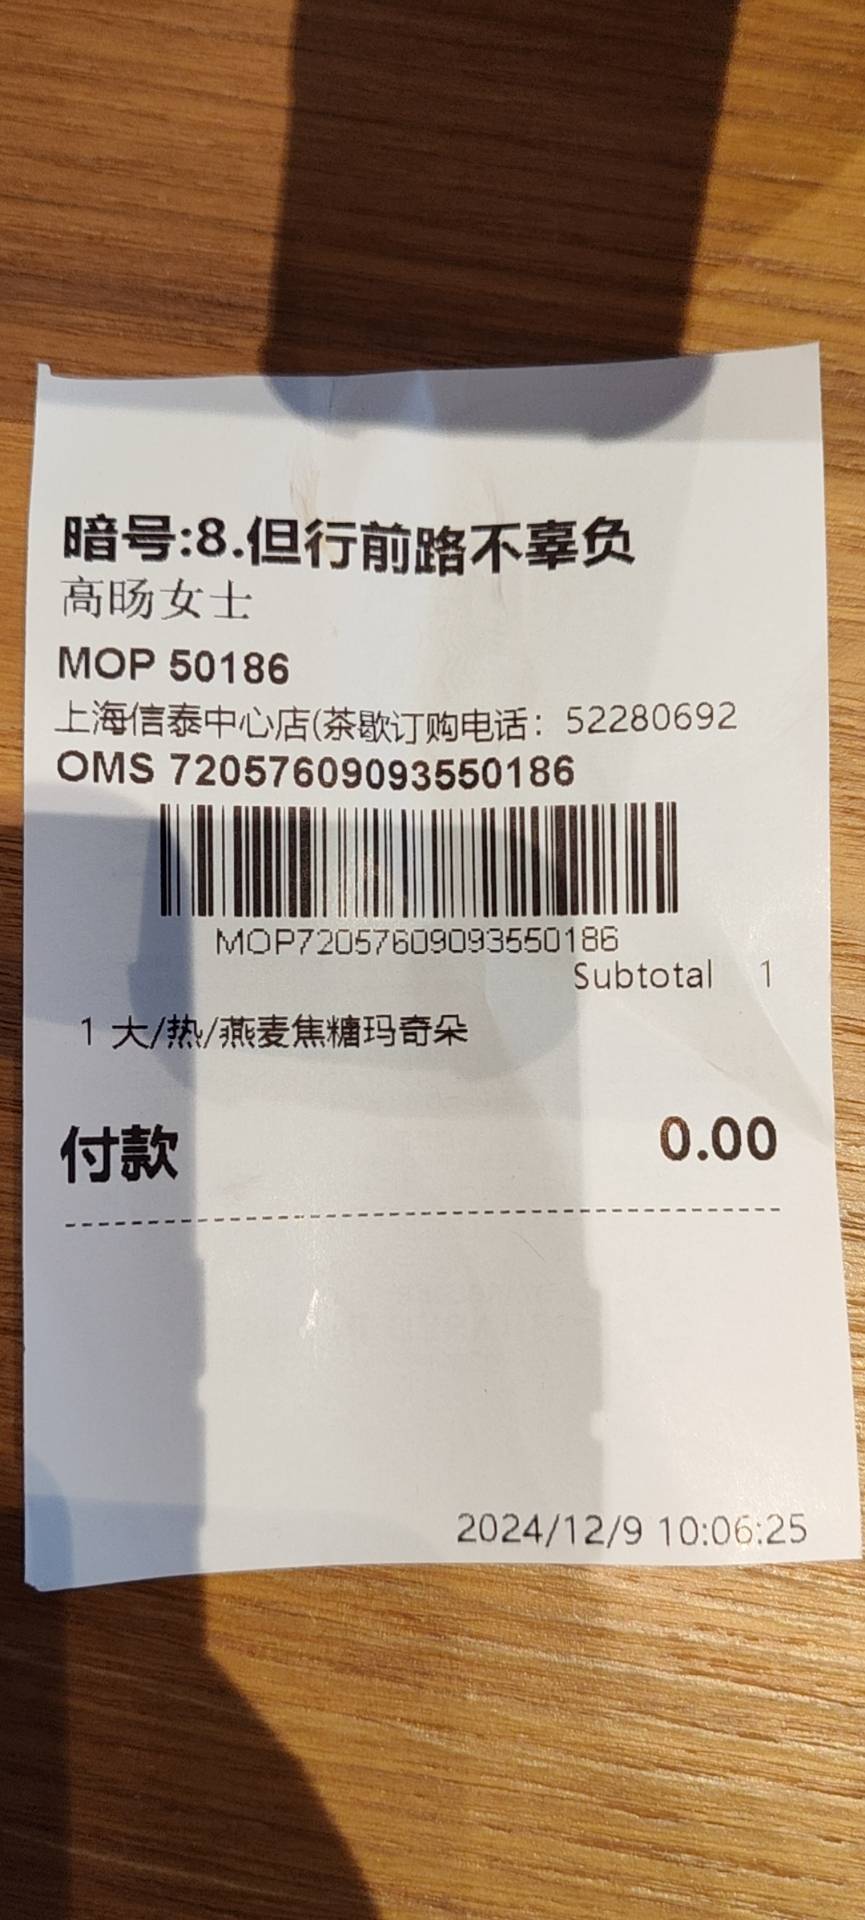 暗号:8.但行前路不辜负
高旸女士
MOP 50186
上海信泰中心店(茶歇订购电话：52280692
OMS 72057609093550186
MOP72057609093550186
Subtotal 1
1 大/热/燕麦焦糖玛奇朵
付款 0.00
2024/12/9 10:06:25